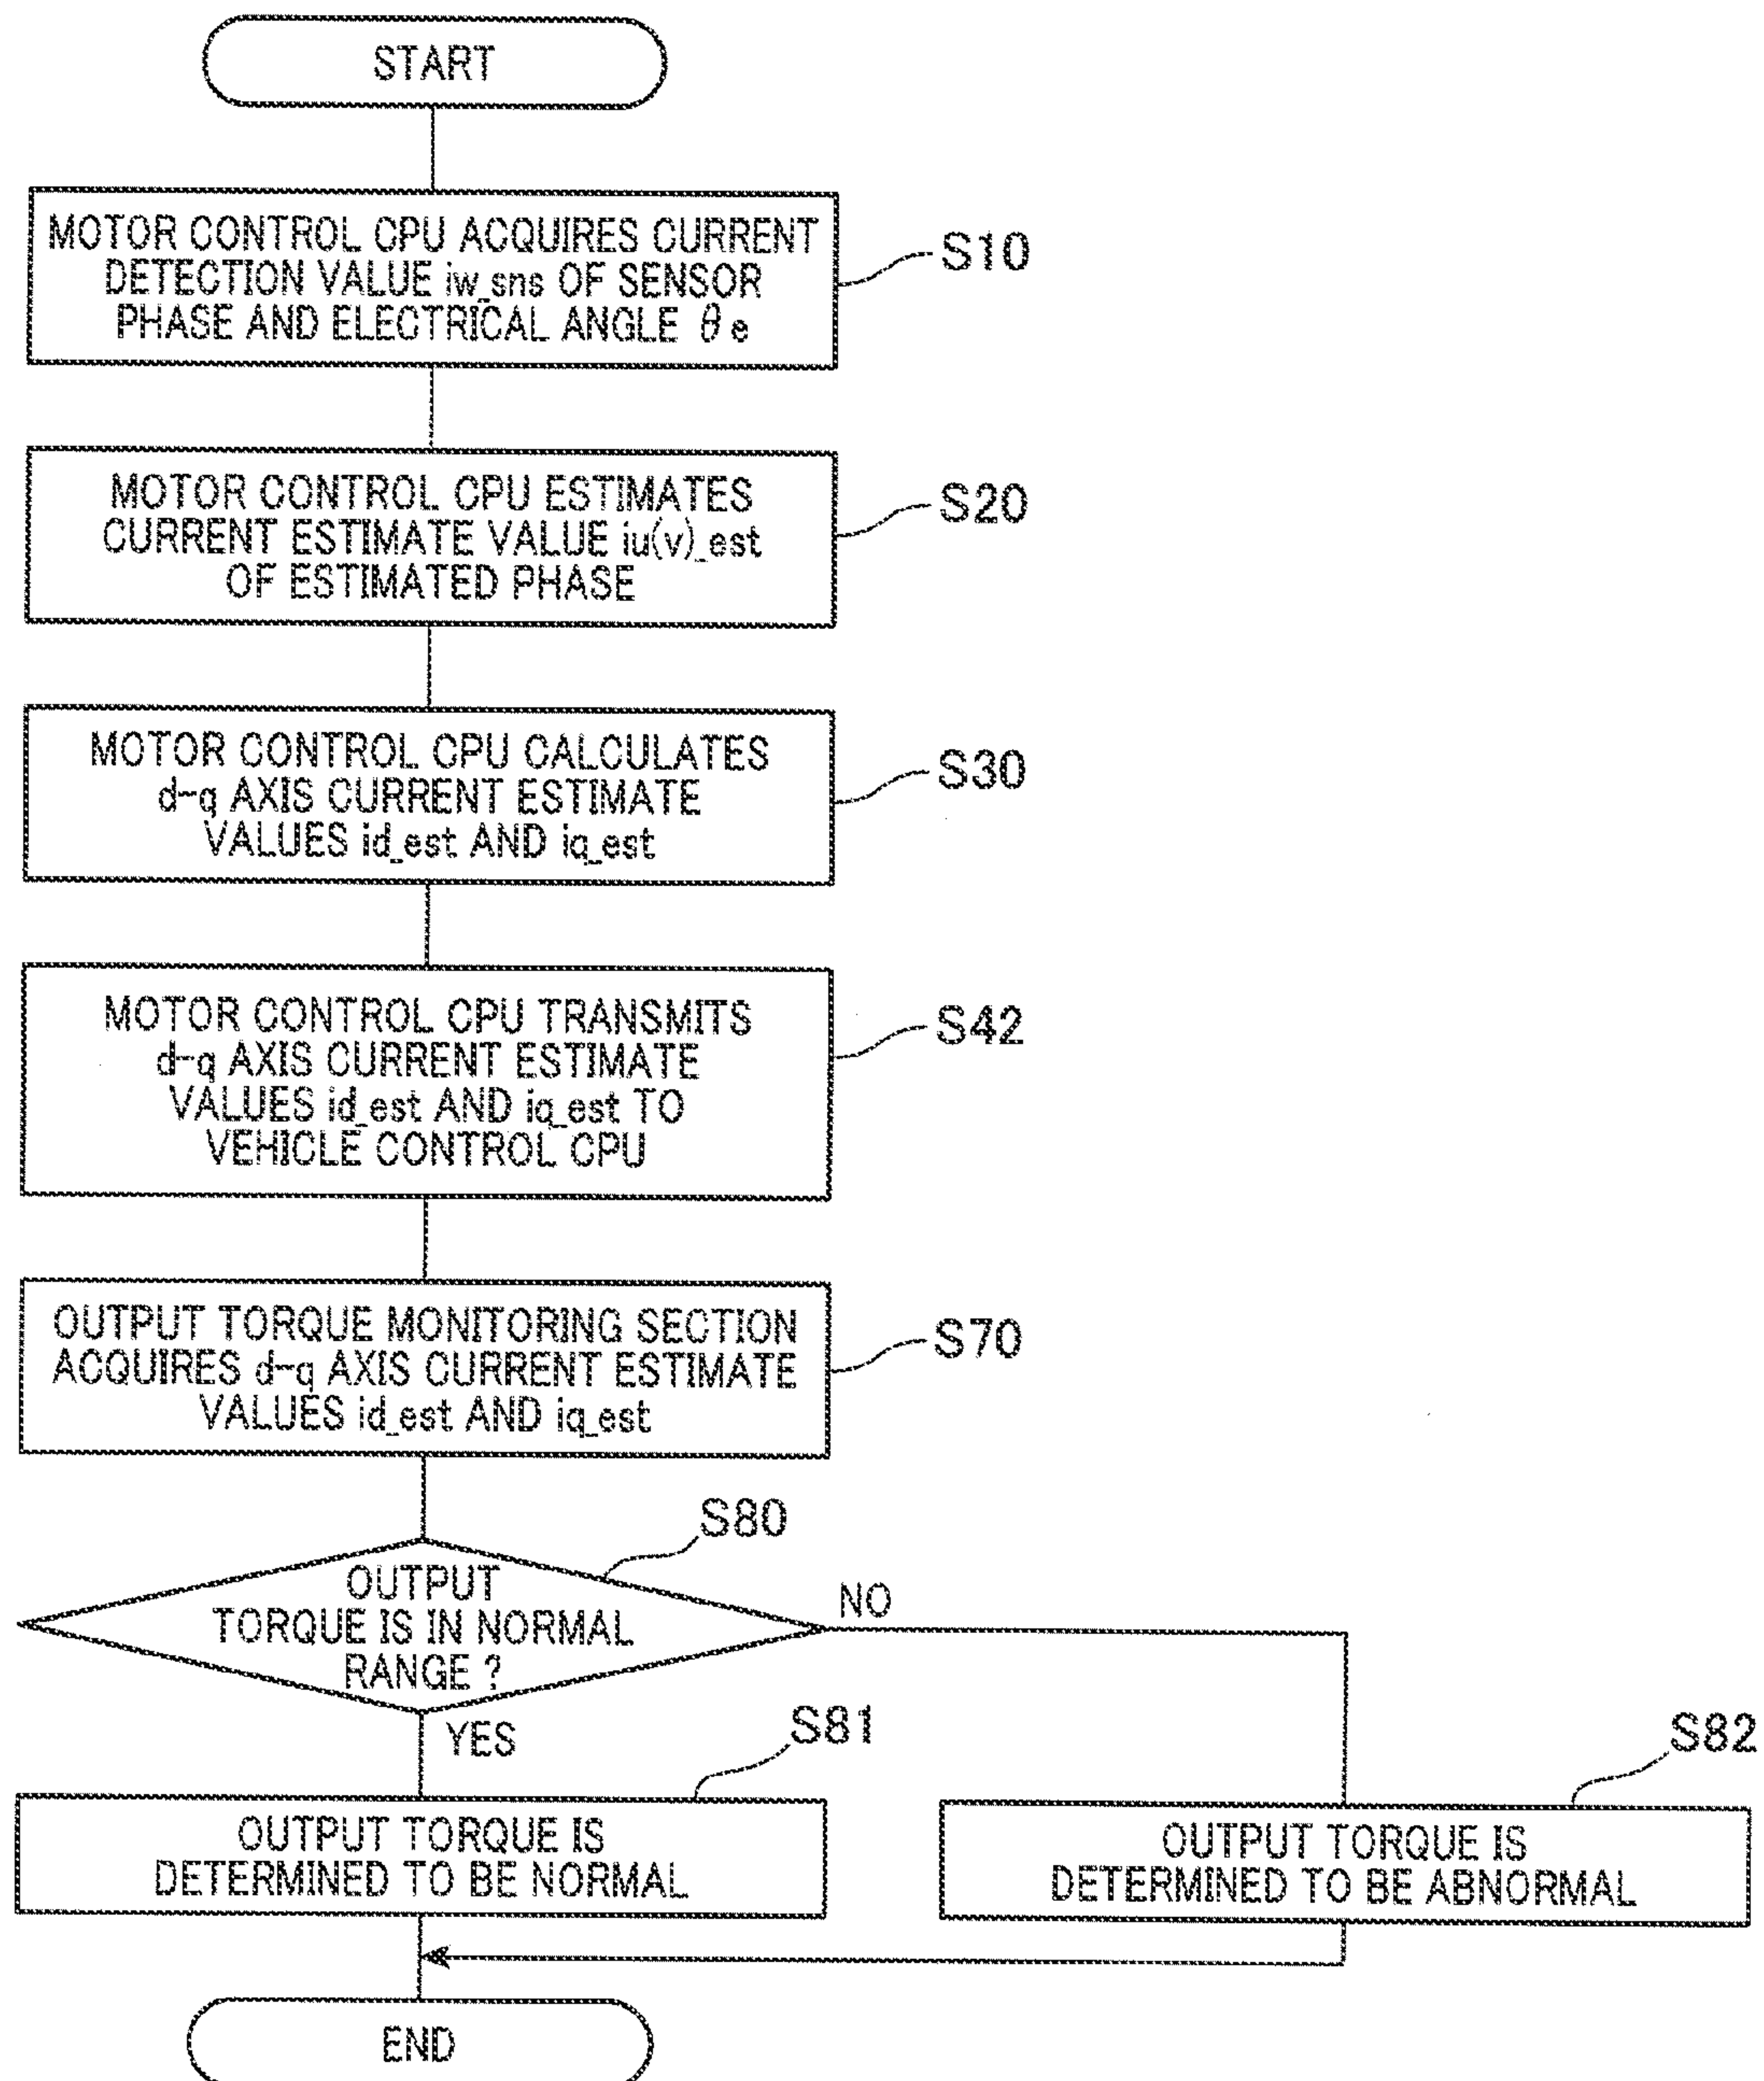 START
MOTOR CONTROL CPU ACQUIRES CURRENT
DETECTION VALUE iw_sns OF SENSOR
PHASE AND ELECTRICAL ANGLE θe
S10
MOTOR CONTROL CPU ESTIMATES
CURRENT ESTIMATE VALUE iu(v)_est
OF ESTIMATED PHASE
S20
MOTOR CONTROL CPU CALCULATES
d-q AXIS CURRENT ESTIMATE
VALUES id_est AND iq_est
S30
MOTOR CONTROL CPU TRANSMITS
d-q AXIS CURRENT ESTIMATE
VALUES id_est AND iq_est TO
VEHICLE CONTROL CPU
S42
OUTPUT TORQUE MONITORING SECTION
ACQUIRES d-q AXIS CURRENT ESTIMATE
VALUES id_est AND iq_est
S70
S80
OUTPUT
TORQUE IS IN NORMAL
RANGE ?
NO
YES
S81
S82
OUTPUT TORQUE IS
DETERMINED TO BE NORMAL
OUTPUT TORQUE IS
DETERMINED TO BE ABNORMAL
END